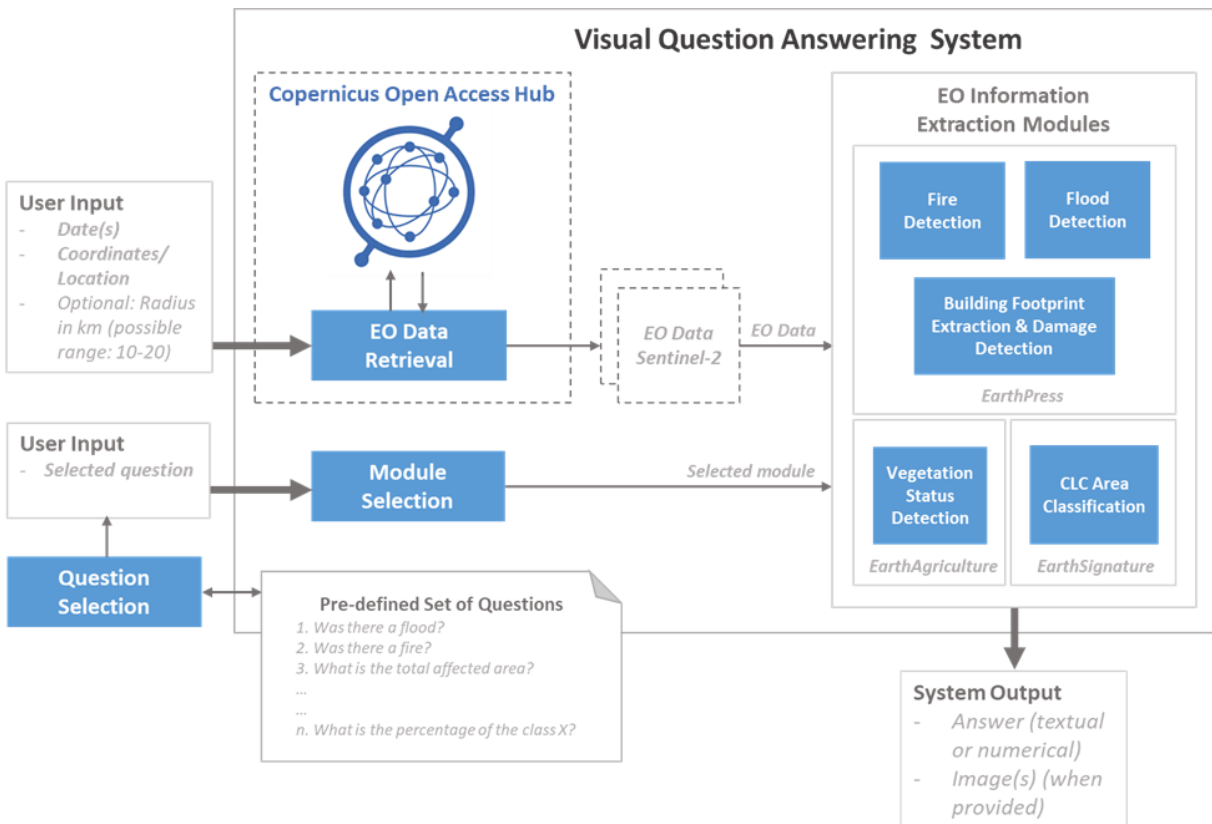 Visual Question Answering System
Copernicus Open Access Hub
User Input
- Date(s)
- Coordinates/
Location
- Optional: Radius
in km (possible
range: 10-20)
EO Data
Retrieval
EO Data
Sentinel-2
EO Data
EO Information
Extraction Modules
Fire
Detection
Flood
Detection
Building Footprint
Extraction & Damage
Detection
EarthPress
Vegetation
Status
Detection
EarthAgriculture
CLC Area
Classification
EarthSignature
User Input
- Selected question
Module
Selection
Selected module
Question
Selection
Pre-defined Set of Questions
1. Was there a flood?
2. Was there a fire?
3. What is the total affected area?
...
...
n. What is the percentage of the class X?
System Output
- Answer (textual
or numerical)
- Image(s) (when
provided)